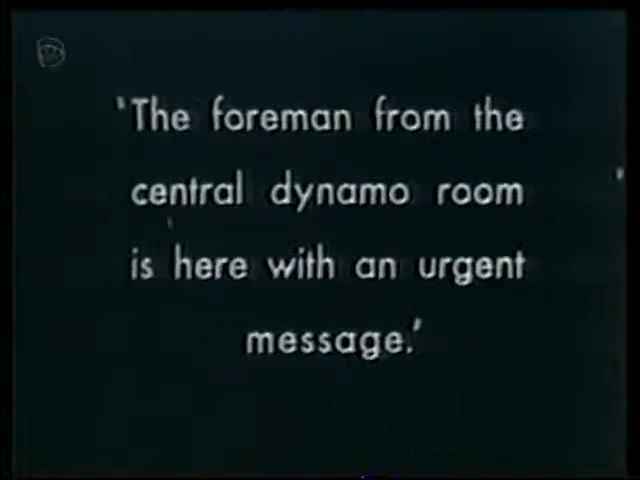 'The foreman from the
central dynamo room
is here with an urgent
message.'